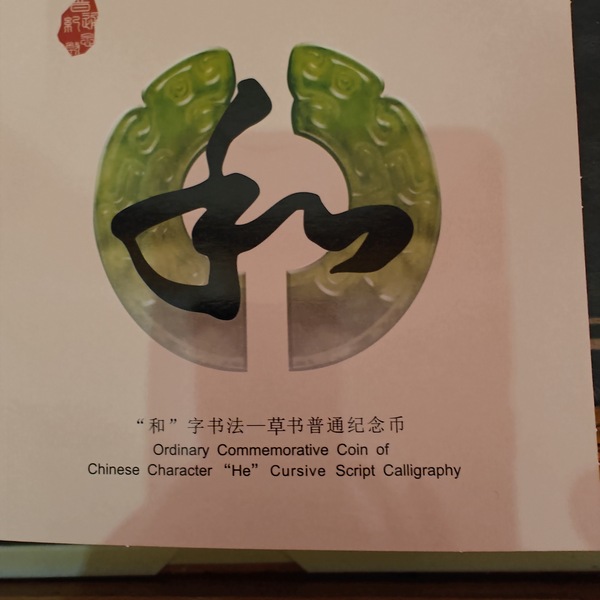 和
“和”字书法—草书普通纪念币
Ordinary Commemorative Coin of
Chinese Character “He” Cursive Script Calligraphy